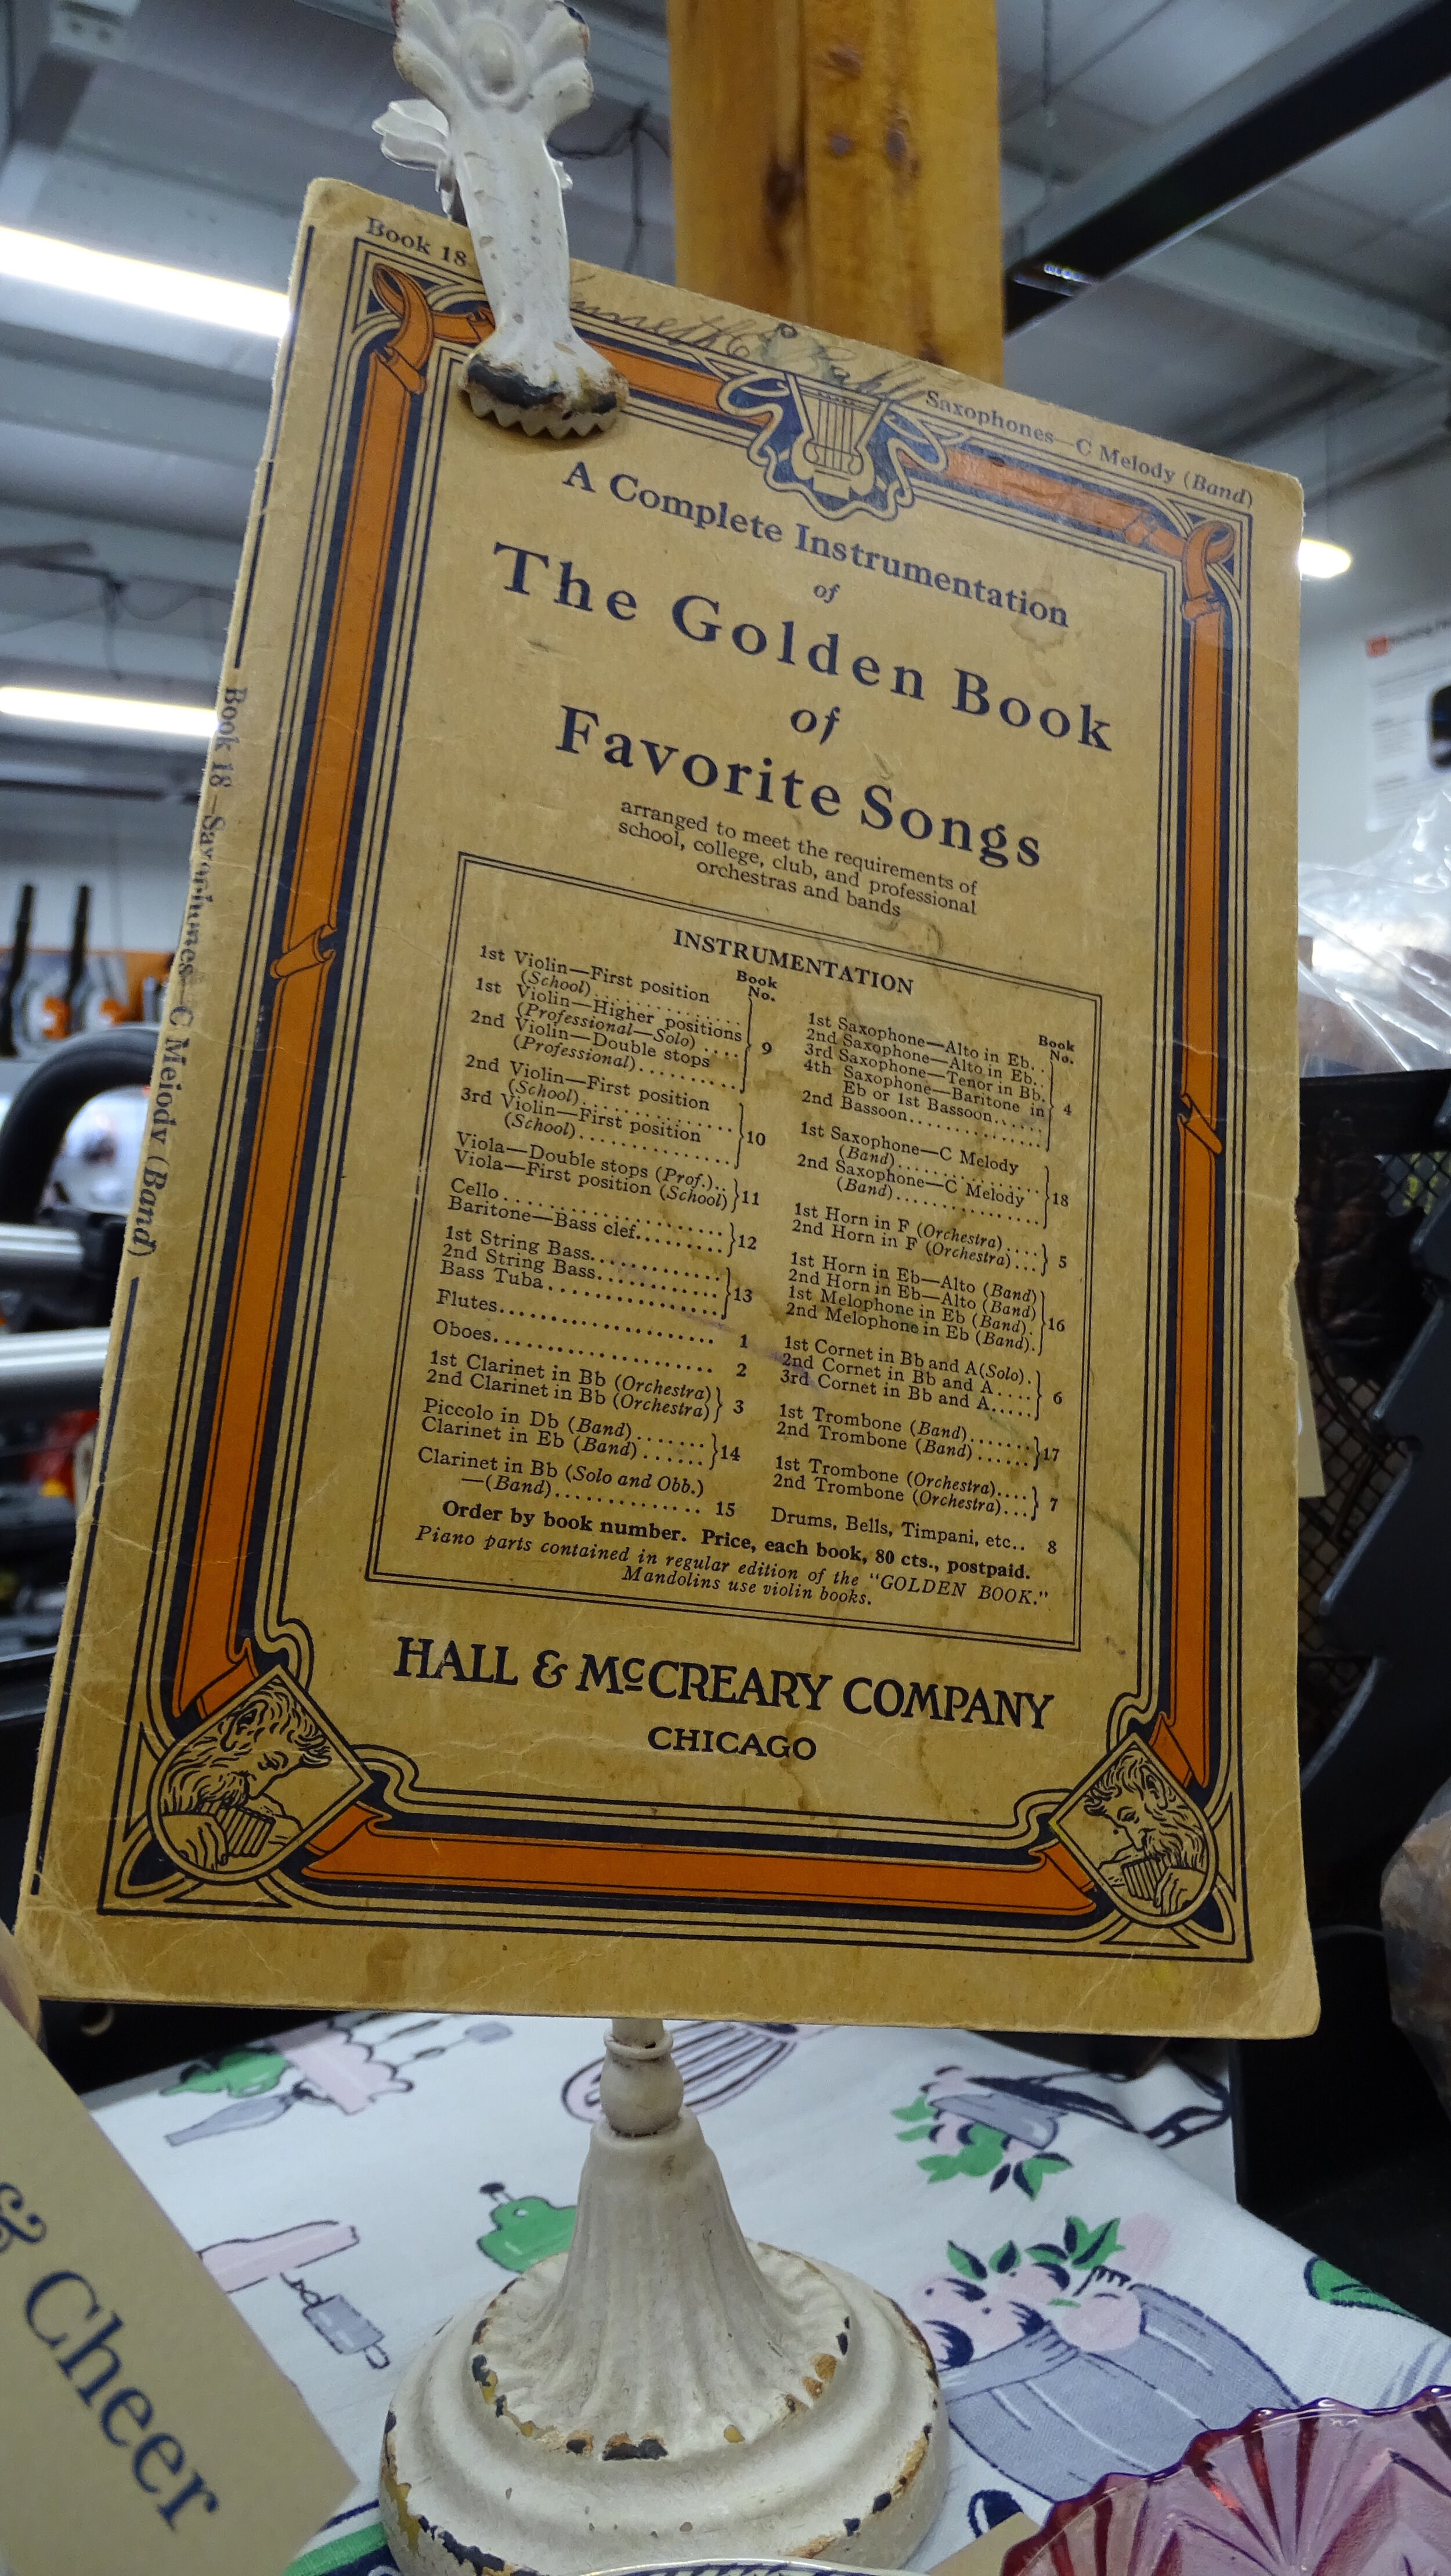 Book 18
Saxophones—C Melody (Band)
A Complete Instrumentation
of
The Golden Book
of
Favorite Songs
arranged to meet the requirements of
school, college, club, and professional
orchestras and bands
INSTRUMENTATION
Book
No.
1st Violin—First position
(School)..........
1st Violin—Higher positions
(Professional—Solo)....
2nd Violin—Double stops
(Professional)..........
9
2nd Violin—First position
(School)..........
3rd Violin—First position
(School)..........
10
Viola—Double stops (Prof.)..
Viola—First position (School)
11
Cello..........
Baritone—Bass clef..........
12
1st String Bass..........
2nd String Bass..........
Bass Tuba..........
13
Flutes.......... 1
Oboes.......... 2
1st Clarinet in Bb (Orchestra)
2nd Clarinet in Bb (Orchestra)
3
Piccolo in Db (Band).......
Clarinet in Eb (Band)......
14
Clarinet in Bb (Solo and Obb.)
—(Band).......... 15
Book
No.
1st Saxophone—Alto in Eb..
2nd Saxophone—Alto in Eb..
3rd Saxophone—Tenor in Bb.
4th Saxophone—Baritone in
Eb or 1st Bassoon......
2nd Bassoon..........
4
1st Saxophone—C Melody
(Band)..........
2nd Saxophone—C Melody
(Band)..........
18
1st Horn in F (Orchestra)....
2nd Horn in F (Orchestra)...
5
1st Horn in Eb—Alto (Band)
2nd Horn in Eb—Alto (Band)
1st Melophone in Eb (Band).
2nd Melophone in Eb (Band).
16
1st Cornet in Bb and A(Solo).
2nd Cornet in Bb and A....
3rd Cornet in Bb and A.....
6
1st Trombone (Band).......
2nd Trombone (Band)......
17
1st Trombone (Orchestra)....
2nd Trombone (Orchestra)...
7
Drums, Bells, Timpani, etc.. 8
Order by book number. Price, each book, 80 cts., postpaid.
Piano parts contained in regular edition of the "GOLDEN BOOK."
Mandolins use violin books.
HALL & McCREARY COMPANY
CHICAGO
Book 18—Saxophones—C Melody (Band)
& Cheer